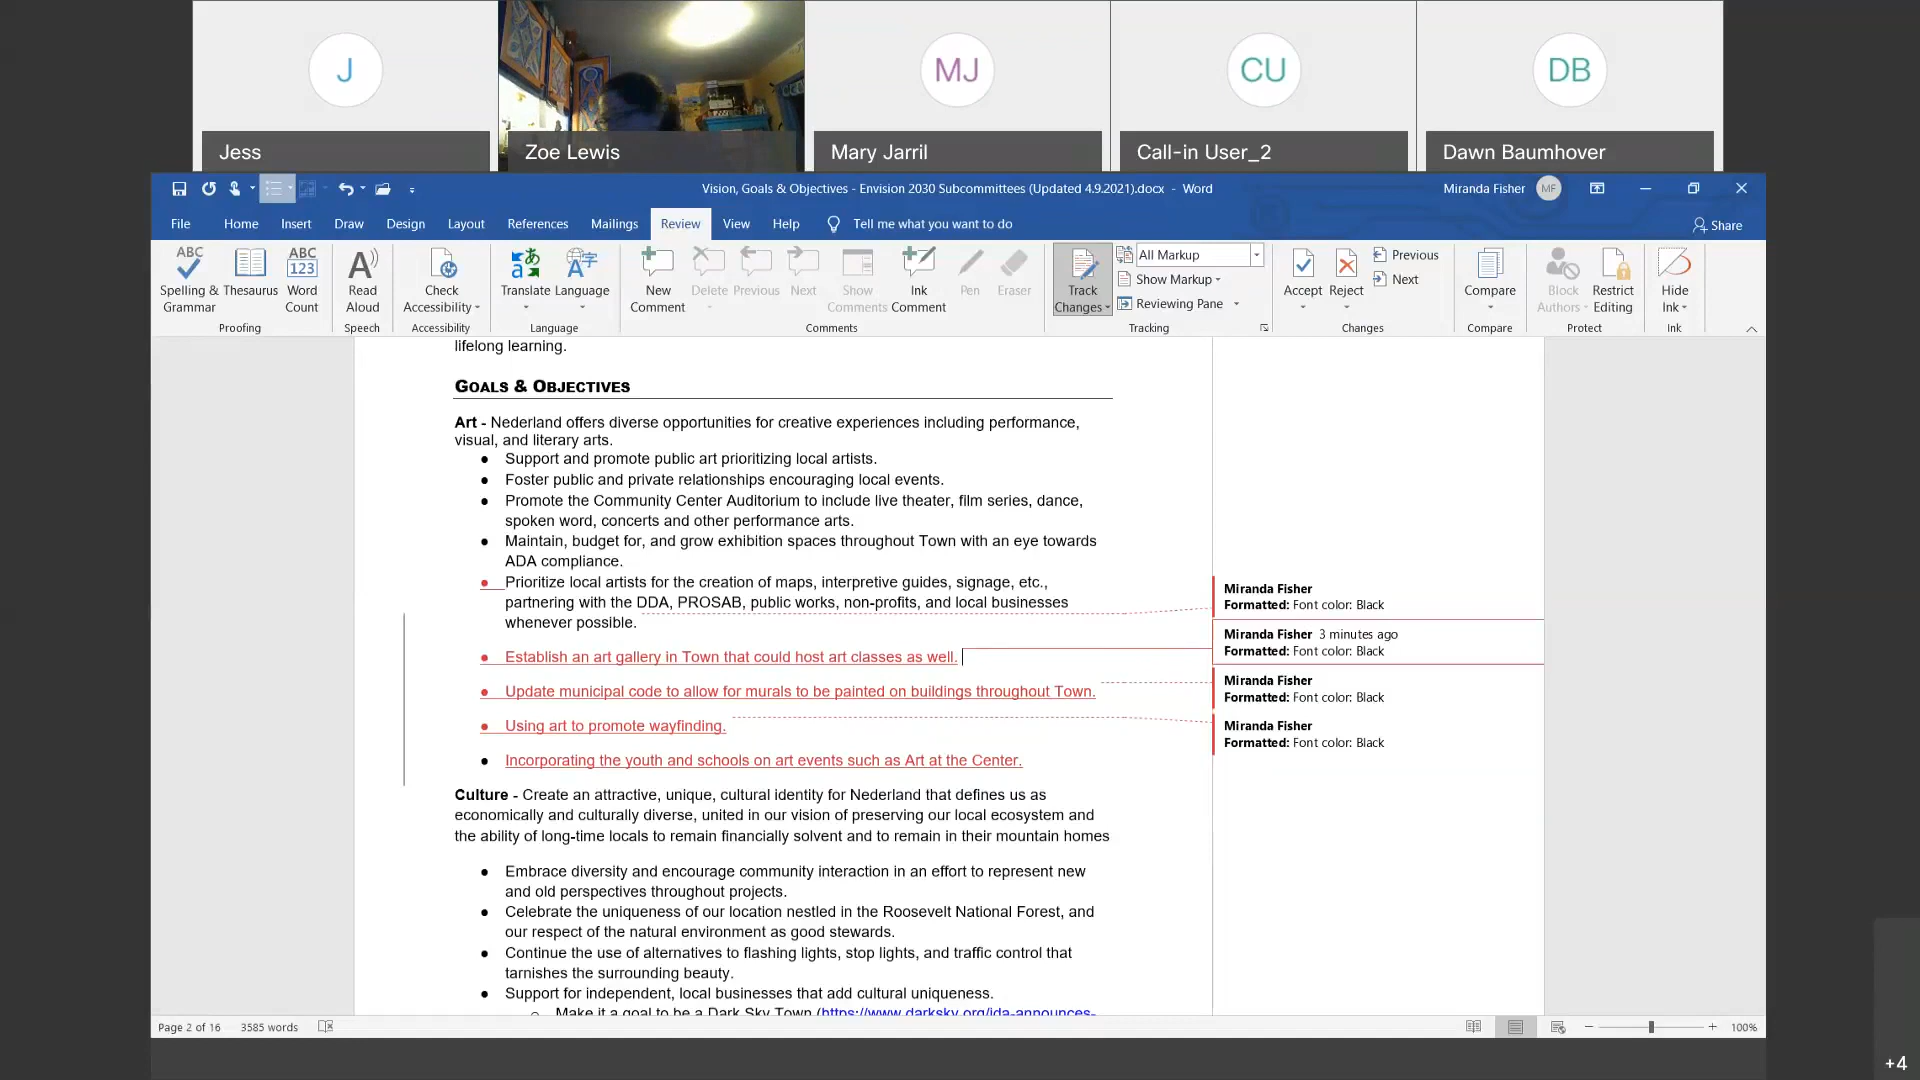 J
MJ
CU
DB
Jess
Zoe Lewis
Mary Jarril
Call-in User_2
Dawn Baumhover
Vision, Goals & Objectives - Envision 2030 Subcommittees (Updated 4.9.2021).docx - Word
Miranda Fisher
MF
File
Home
Insert
Draw
Design
Layout
References
Mailings
Review
View
Help
Tell me what you want to do
Share
ABC
Spelling &
Grammar
Thesaurus
ABC
123
Word
Count
Proofing
A
Read
Aloud
Speech
Check
Accessibility
Accessibility
Translate
Language
Language
New
Comment
Delete
Previous
Next
Show
Comments
Ink
Comment
Pen
Eraser
Comments
Track
Changes
All Markup
Show Markup
Reviewing Pane
Tracking
Accept
Reject
Previous
Next
Changes
Compare
Compare
Block
Authors
Restrict
Editing
Protect
Hide
Ink
Ink
lifelong learning.
GOALS & OBJECTIVES
Art - Nederland offers diverse opportunities for creative experiences including performance,
visual, and literary arts.
● Support and promote public art prioritizing local artists.
● Foster public and private relationships encouraging local events.
● Promote the Community Center Auditorium to include live theater, film series, dance,
spoken word, concerts and other performance arts.
● Maintain, budget for, and grow exhibition spaces throughout Town with an eye towards
ADA compliance.
● Prioritize local artists for the creation of maps, interpretive guides, signage, etc.,
partnering with the DDA, PROSAB, public works, non-profits, and local businesses
whenever possible.
● Establish an art gallery in Town that could host art classes as well.
● Update municipal code to allow for murals to be painted on buildings throughout Town.
● Using art to promote wayfinding.
● Incorporating the youth and schools on art events such as Art at the Center.
Culture - Create an attractive, unique, cultural identity for Nederland that defines us as
economically and culturally diverse, united in our vision of preserving our local ecosystem and
the ability of long-time locals to remain financially solvent and to remain in their mountain homes
● Embrace diversity and encourage community interaction in an effort to represent new
and old perspectives throughout projects.
● Celebrate the uniqueness of our location nestled in the Roosevelt National Forest, and
our respect of the natural environment as good stewards.
● Continue the use of alternatives to flashing lights, stop lights, and traffic control that
tarnishes the surrounding beauty.
● Support for independent, local businesses that add cultural uniqueness.
○ Make it a goal to be a Dark Sky Town (https://www.darksky.org/ida-announces-
Miranda Fisher
Formatted: Font color: Black
Miranda Fisher 3 minutes ago
Formatted: Font color: Black
Miranda Fisher
Formatted: Font color: Black
Miranda Fisher
Formatted: Font color: Black
Page 2 of 16
3585 words
100%
+4